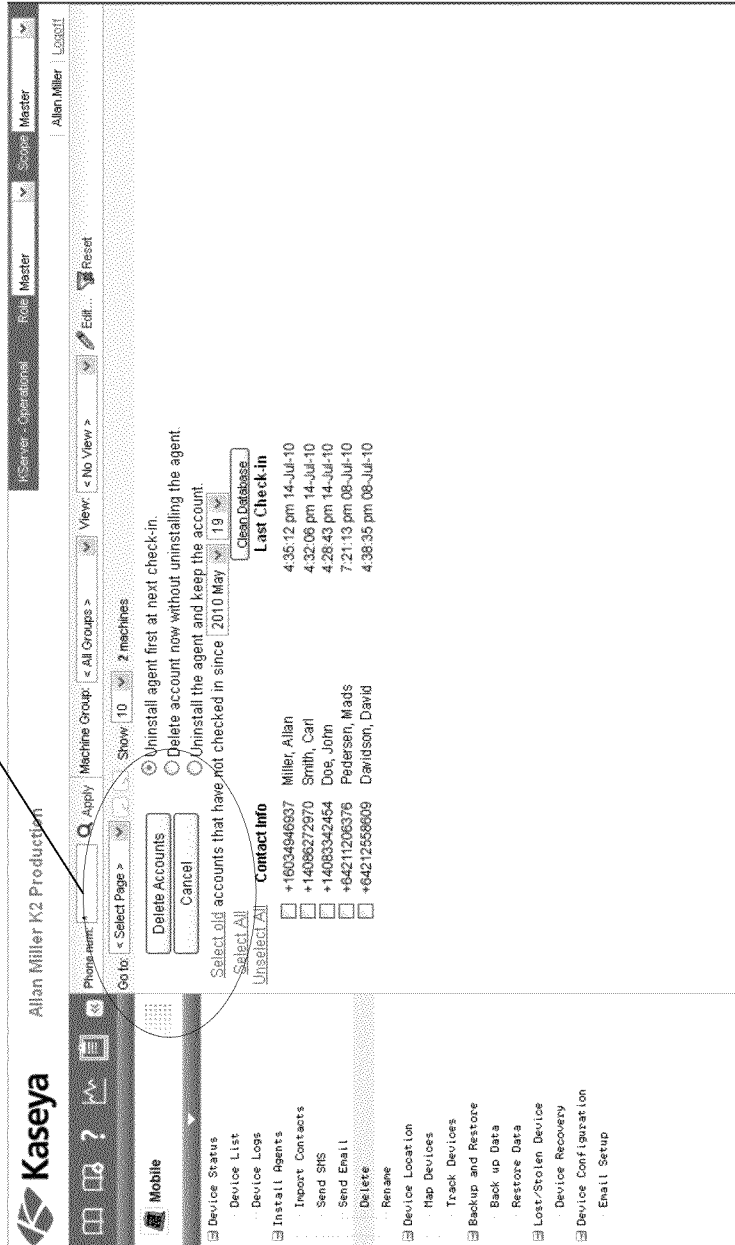 KServer - Operational Role Master Scope Master
Kaseya
Allan Miller K2 Production
Allan Miller Logoff
Phone num: * Apply Machine Group: < All Groups > View: < No View > Edit... Reset
Go to: < Select Page > Show 10 2 machines
Mobile
Device Status
Device List
Device Logs
Install Agents
Import Contacts
Send SMS
Send Email
Delete
Rename
Device Location
Map Devices
Track Devices
Backup and Restore
Back up Data
Restore Data
Lost/Stolen Device
Device Recovery
Device Configuration
Email Setup
Delete Accounts
Cancel
Uninstall agent first at next check-in.
Delete account now without uninstalling the agent.
Uninstall the agent and keep the account.
Select old accounts that have not checked in since 2010 May 19
Select All
Unselect All
Clean Database
Contact Info Last Check-in
+16034946937 Miller, Allan 4:35:12 pm 14-Jul-10
+14086272970 Smith, Carl 4:32:06 pm 14-Jul-10
+14083342454 Doe, John 4:28:43 pm 14-Jul-10
+64211206376 Pedersen, Mads 7:21:13 pm 08-Jul-10
+64212558609 Davidson, David 4:38:35 pm 08-Jul-10